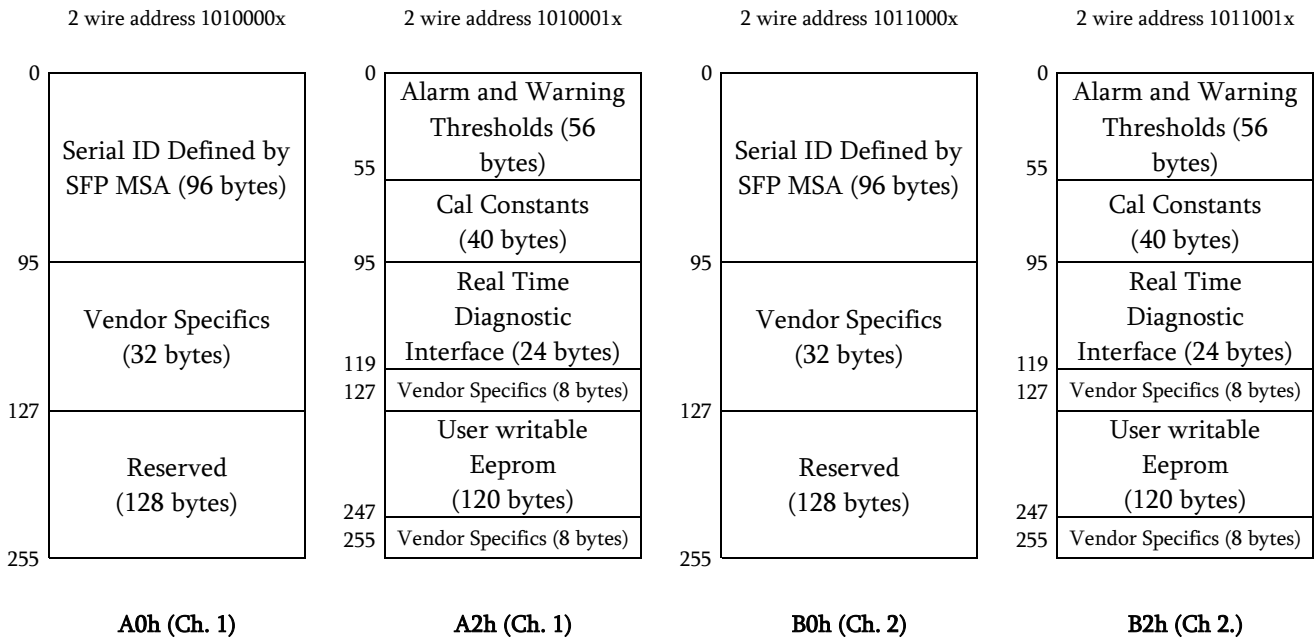 2 wire address 1010000x
0
Serial ID Defined by
SFP MSA (96 bytes)
95
Vendor Specifics
(32 bytes)
127
Reserved
(128 bytes)
255
A0h (Ch. 1)
2 wire address 1010001x
0
Alarm and Warning
Thresholds (56
bytes)
55
Cal Constants
(40 bytes)
95
Real Time
Diagnostic
Interface (24 bytes)
119
127
Vendor Specifics (8 bytes)
User writable
Eeprom
(120 bytes)
247
255
Vendor Specifics (8 bytes)
A2h (Ch. 1)
2 wire address 1011000x
0
Serial ID Defined by
SFP MSA (96 bytes)
95
Vendor Specifics
(32 bytes)
127
Reserved
(128 bytes)
255
B0h (Ch. 2)
2 wire address 1011001x
0
Alarm and Warning
Thresholds (56
bytes)
55
Cal Constants
(40 bytes)
95
Real Time
Diagnostic
Interface (24 bytes)
119
127
Vendor Specifics (8 bytes)
User writable
Eeprom
(120 bytes)
247
255
Vendor Specifics (8 bytes)
B2h (Ch 2.)